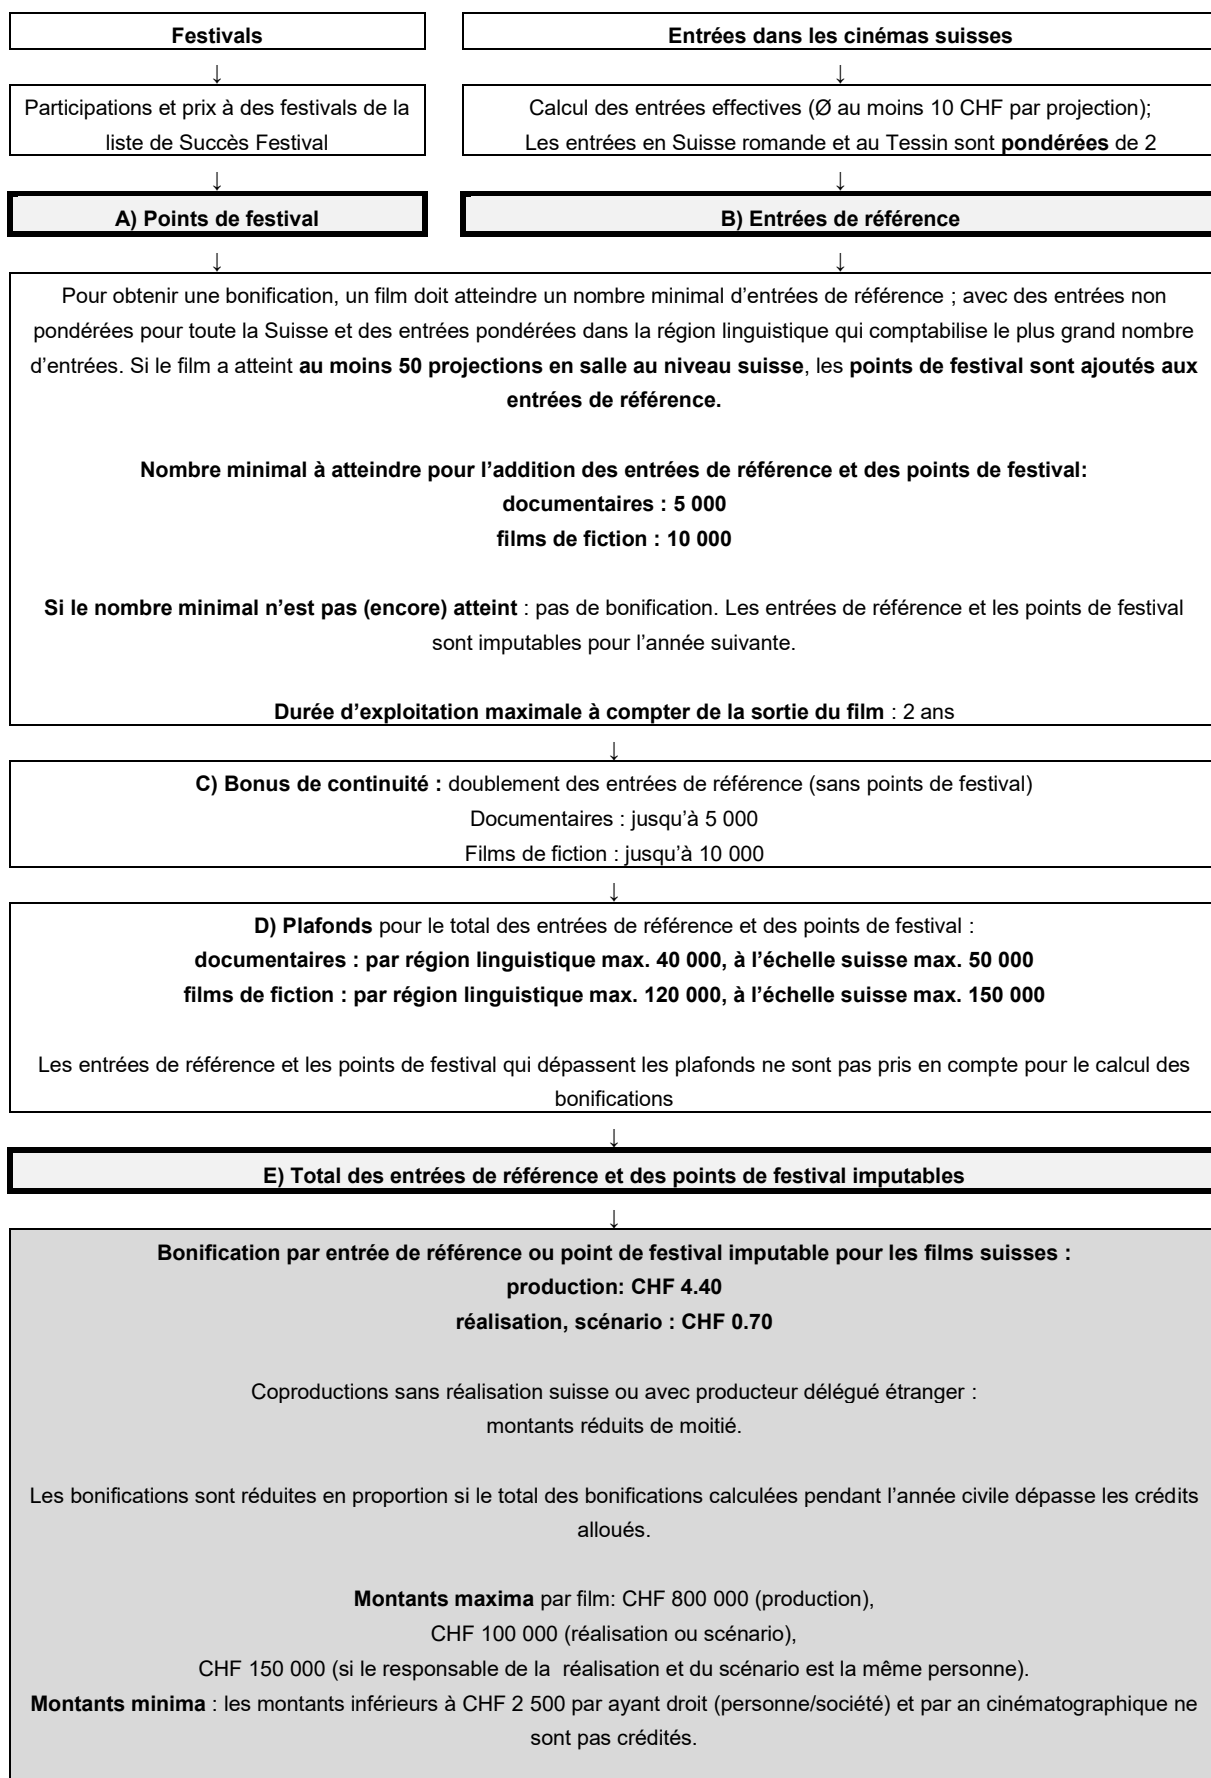 Festivals
Entrées dans les cinémas suisses
↓
↓
Participations et prix à des festivals de la
liste de Succès Festival
Calcul des entrées effectives (Ø au moins 10 CHF par projection);
Les entrées en Suisse romande et au Tessin sont pondérées de 2
↓
↓
A) Points de festival
B) Entrées de référence
↓
↓
Pour obtenir une bonification, un film doit atteindre un nombre minimal d’entrées de référence ; avec des entrées non
pondérées pour toute la Suisse et des entrées pondérées dans la région linguistique qui comptabilise le plus grand nombre
d’entrées. Si le film a atteint au moins 50 projections en salle au niveau suisse, les points de festival sont ajoutés aux
entrées de référence.
Nombre minimal à atteindre pour l’addition des entrées de référence et des points de festival:
documentaires : 5 000
films de fiction : 10 000
Si le nombre minimal n’est pas (encore) atteint : pas de bonification. Les entrées de référence et les points de festival
sont imputables pour l’année suivante.
Durée d’exploitation maximale à compter de la sortie du film : 2 ans
↓
C) Bonus de continuité : doublement des entrées de référence (sans points de festival)
Documentaires : jusqu’à 5 000
Films de fiction : jusqu’à 10 000
↓
D) Plafonds pour le total des entrées de référence et des points de festival :
documentaires : par région linguistique max. 40 000, à l’échelle suisse max. 50 000
films de fiction : par région linguistique max. 120 000, à l’échelle suisse max. 150 000
Les entrées de référence et les points de festival qui dépassent les plafonds ne sont pas pris en compte pour le calcul des
bonifications
↓
E) Total des entrées de référence et des points de festival imputables
↓
Bonification par entrée de référence ou point de festival imputable pour les films suisses :
production: CHF 4.40
réalisation, scénario : CHF 0.70
Coproductions sans réalisation suisse ou avec producteur délégué étranger :
montants réduits de moitié.
Les bonifications sont réduites en proportion si le total des bonifications calculées pendant l’année civile dépasse les crédits
alloués.
Montants maxima par film: CHF 800 000 (production),
CHF 100 000 (réalisation ou scénario),
CHF 150 000 (si le responsable de la réalisation et du scénario est la même personne).
Montants minima : les montants inférieurs à CHF 2 500 par ayant droit (personne/société) et par an cinématographique ne
sont pas crédités.